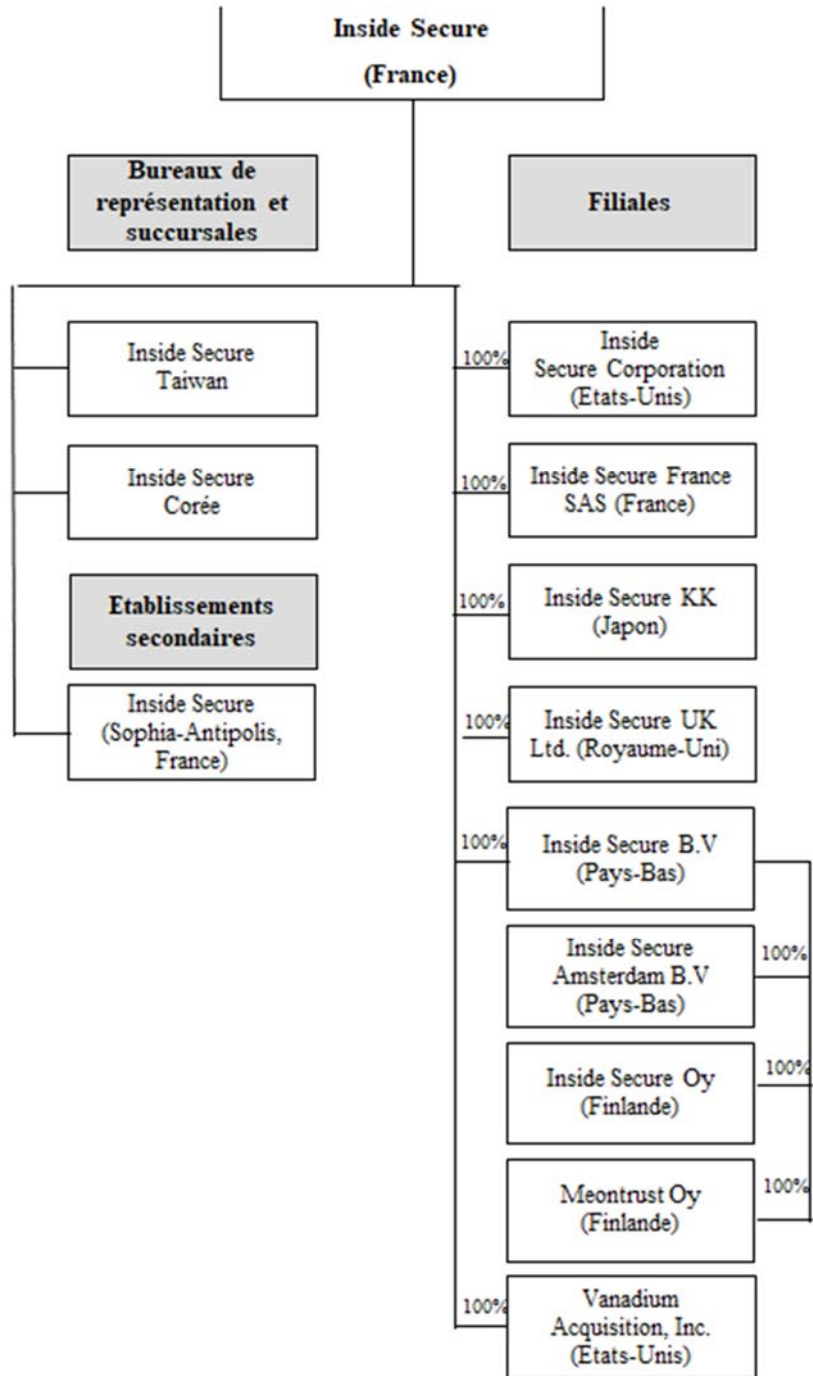 Inside Secure
(France)
Bureaux de
représentation et
succursales
Filiales
Inside Secure
Taiwan
100%
Inside
Secure Corporation
(Etats-Unis)
Inside Secure
Corée
100%
Inside Secure France
SAS (France)
Etablissements
secondaires
100%
Inside Secure KK
(Japon)
Inside Secure
(Sophia-Antipolis,
France)
100%
Inside Secure UK
Ltd. (Royaume-Uni)
100%
Inside Secure B.V
(Pays-Bas)
Inside Secure
Amsterdam B.V
(Pays-Bas)
100%
Inside Secure Oy
(Finlande)
100%
Meontrust Oy
(Finlande)
100%
100%
Vanadium
Acquisition, Inc.
(Etats-Unis)